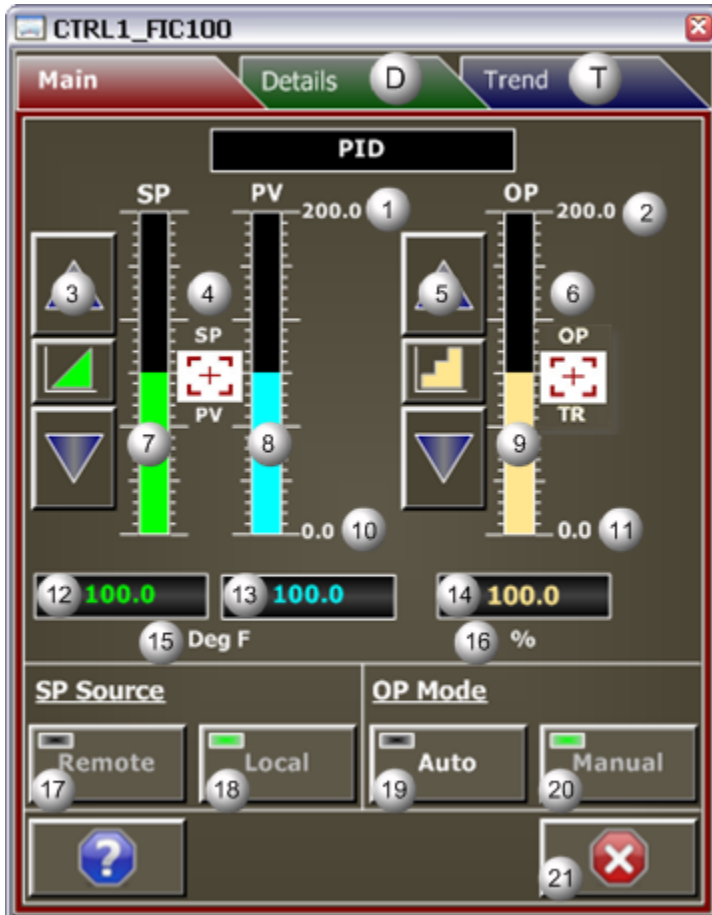 CTRL1_FIC100
Main Details D Trend T
PID
SP PV OP
200.0 1 200.0 2
3 4 5 6
SP OP
PV TR
7 8 9
0.0 10 0.0 11
12 100.0 13 100.0 14 100.0
15 Deg F 16 %
SP Source OP Mode
Remote Local Auto Manual
17 18 19 20
? 21